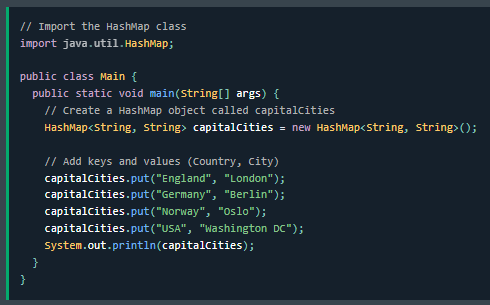 // Import the HashMap class
import java.util.HashMap;

public class Main {
  public static void main(String[] args) {
    // Create a HashMap object called capitalCities
    HashMap<String, String> capitalCities = new HashMap<String, String>();

    // Add keys and values (Country, City)
    capitalCities.put("England", "London");
    capitalCities.put("Germany", "Berlin");
    capitalCities.put("Norway", "Oslo");
    capitalCities.put("USA", "Washington DC");
    System.out.println(capitalCities);
  }
}